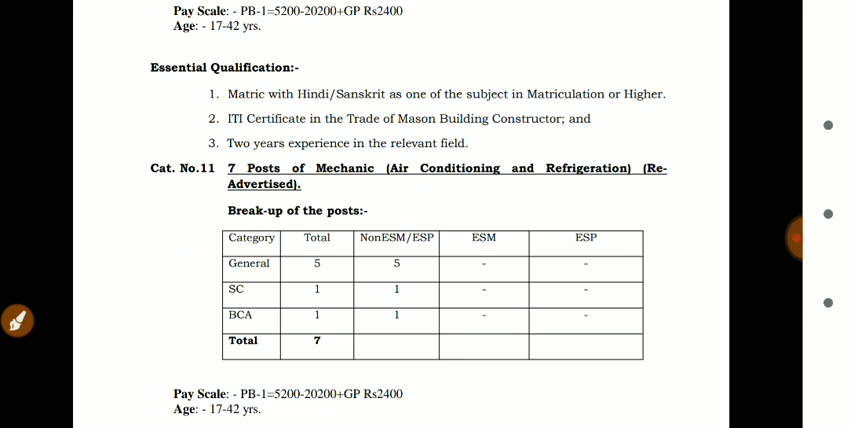 Pay Scale: - PB-1=5200-20200+GP Rs2400
Age: - 17-42 yrs.
Essential Qualification:-
1. Matric with Hindi/Sanskrit as one of the subject in Matriculation or Higher.
2. ITI Certificate in the Trade of Mason Building Constructor; and
3. Two years experience in the relevant field.
Cat. No.11 7 Posts of Mechanic (Air Conditioning and Refrigeration) (Re-
Advertised).
Break-up of the posts:-
Category Total NonESM/ESP ESM ESP
General 5 5 - -
SC 1 1 - -
BCA 1 1 - -
Total 7
Pay Scale: - PB-1=5200-20200+GP Rs2400
Age: - 17-42 yrs.